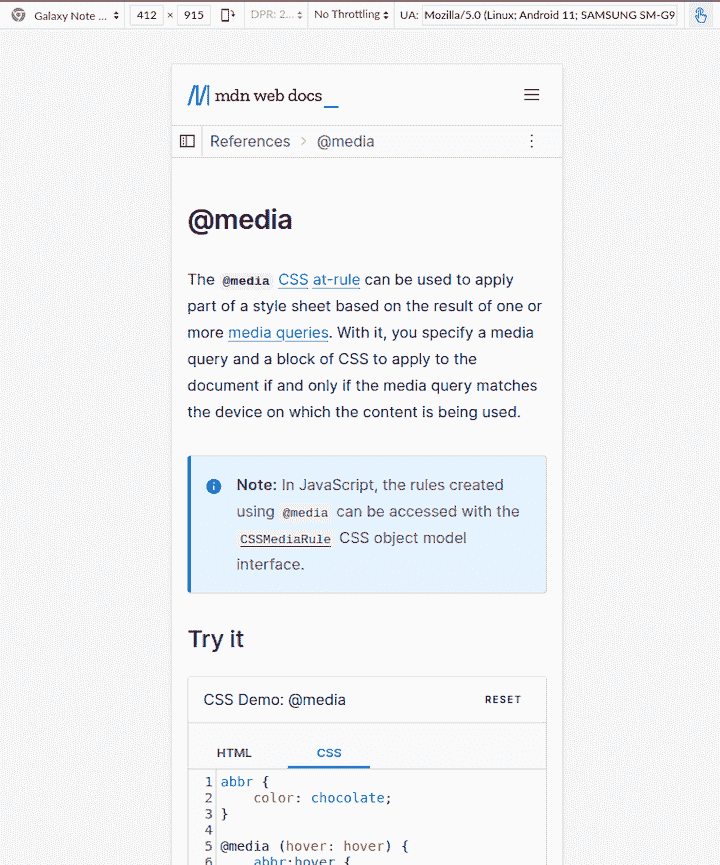 Galaxy Note ... 412 × 915 DPR: 2... No Throttling UA: Mozilla/5.0 (Linux; Android 11; SAMSUNG SM-G9
mdn web docs_
References > @media
@media
The @media CSS at-rule can be used to apply
part of a style sheet based on the result of one or
more media queries. With it, you specify a media
query and a block of CSS to apply to the
document if and only if the media query matches
the device on which the content is being used.
Note: In JavaScript, the rules created
using @media can be accessed with the
CSSMediaRule CSS object model
interface.
Try it
CSS Demo: @media RESET
HTML CSS
1 abbr {
2 color: chocolate;
3 }
4
5 @media (hover: hover) {
6 abbr:hover {